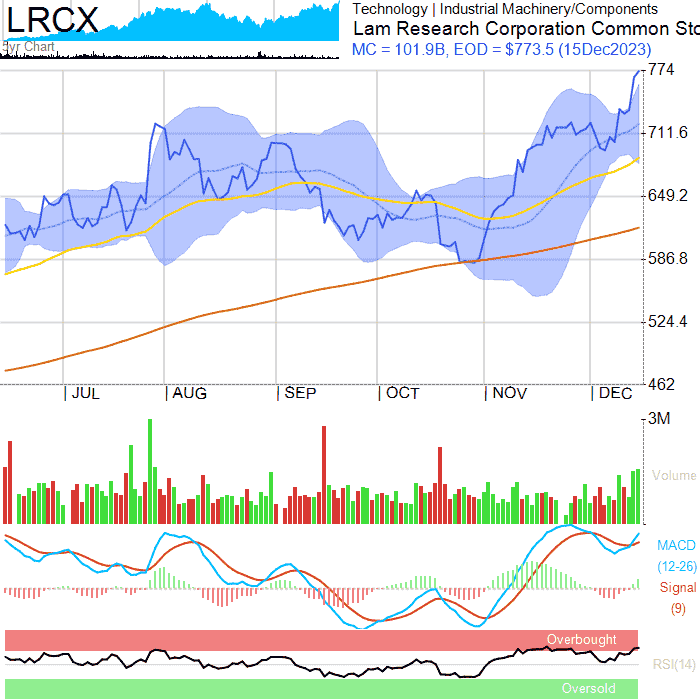 LRCX
5yr Chart
Technology | Industrial Machinery/Components
Lam Research Corporation Common Sto
MC = 101.9B, EOD = $773.5 (15Dec2023)
774
711.6
649.2
586.8
524.4
462
| JUL | AUG | SEP | OCT | NOV | DEC
3M
Volume
MACD
(12-26)
Signal
(9)
Overbought
RSI(14)
Oversold